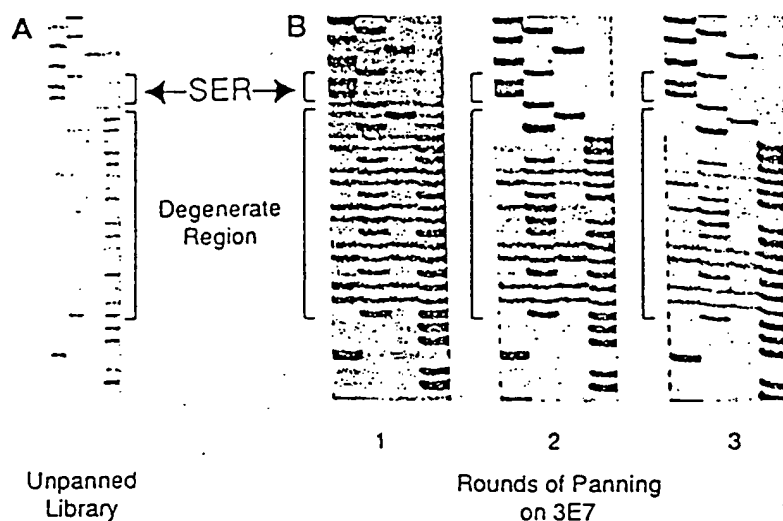 A
B
SER
Degenerate
Region
1
2
3
Unpanned
Library
Rounds of Panning
on 3E7